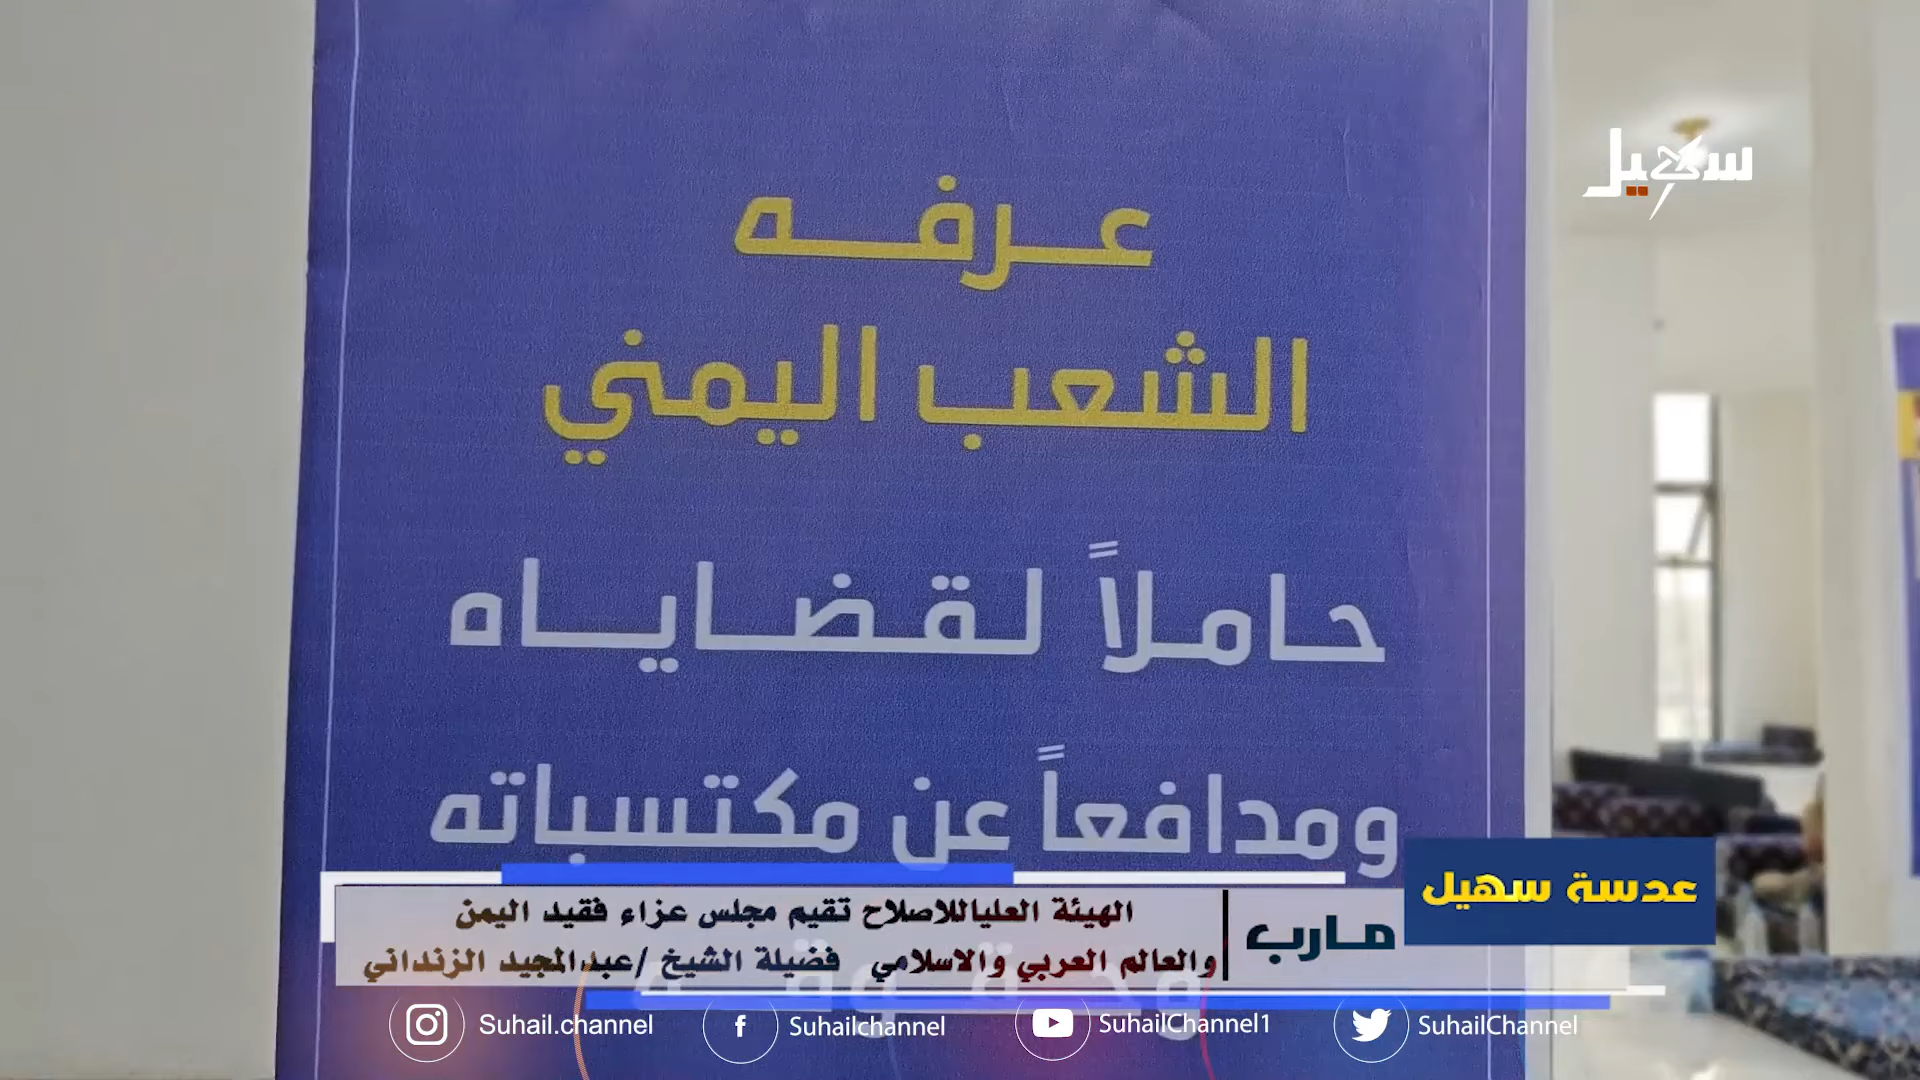 سهيل
عرفه
الشعب اليمني
حاملاً لقضاياه
ومدافعاً عن مكتسباته
وحقوقه
عدسة سهيل
مارب
الهيئة العلياللاصلاح تقيم مجلس عزاء فقيد اليمن
والعالم العربي والاسلامي فضيلة الشيخ /عبدالمجيد الزنداني
Suhail.channel
Suhailchannel
SuhailChannel1
SuhailChannel